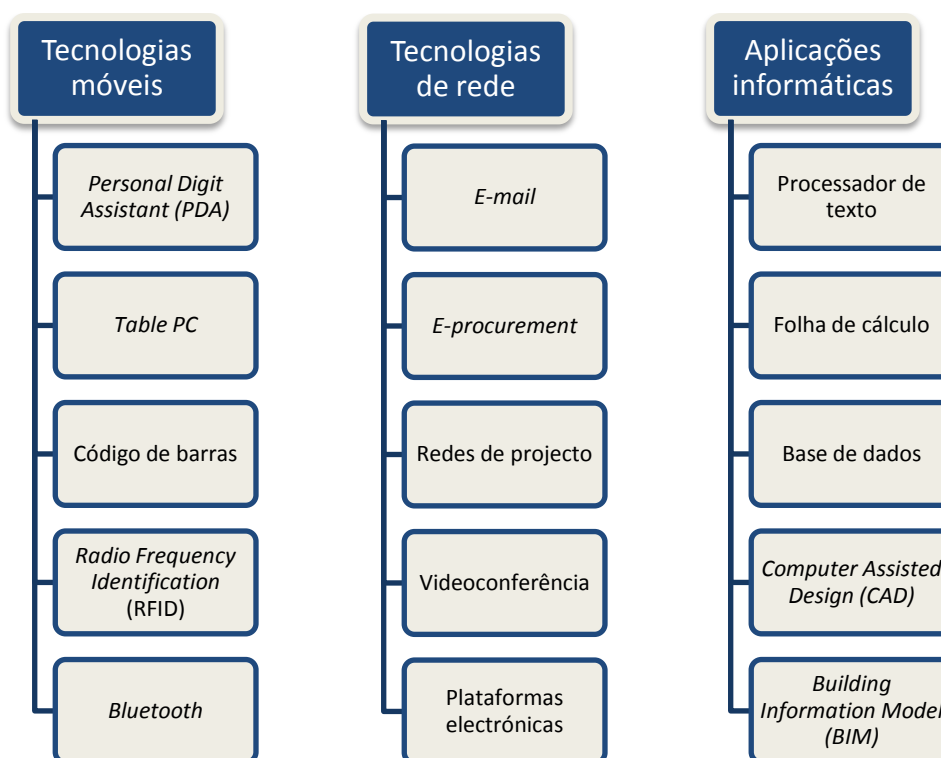 Tecnologias
móveis
Personal Digit
Assistant (PDA)
Table PC
Código de barras
Radio Frequency
Identification
(RFID)
Bluetooth
Tecnologias
de rede
E-mail
E-procurement
Redes de projecto
Videoconferência
Plataformas
electrónicas
Aplicações
informáticas
Processador de
texto
Folha de cálculo
Base de dados
Computer Assisted
Design (CAD)
Building
Information Model
(BIM)